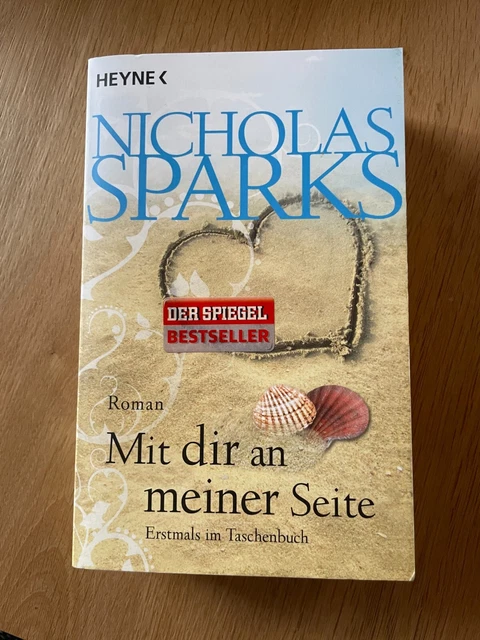 HEYNE
NICHOLAS
SPARKS
DER SPIEGEL
BESTSELLER
Roman
Mit dir an
meiner Seite
Erstmals im Taschenbuch